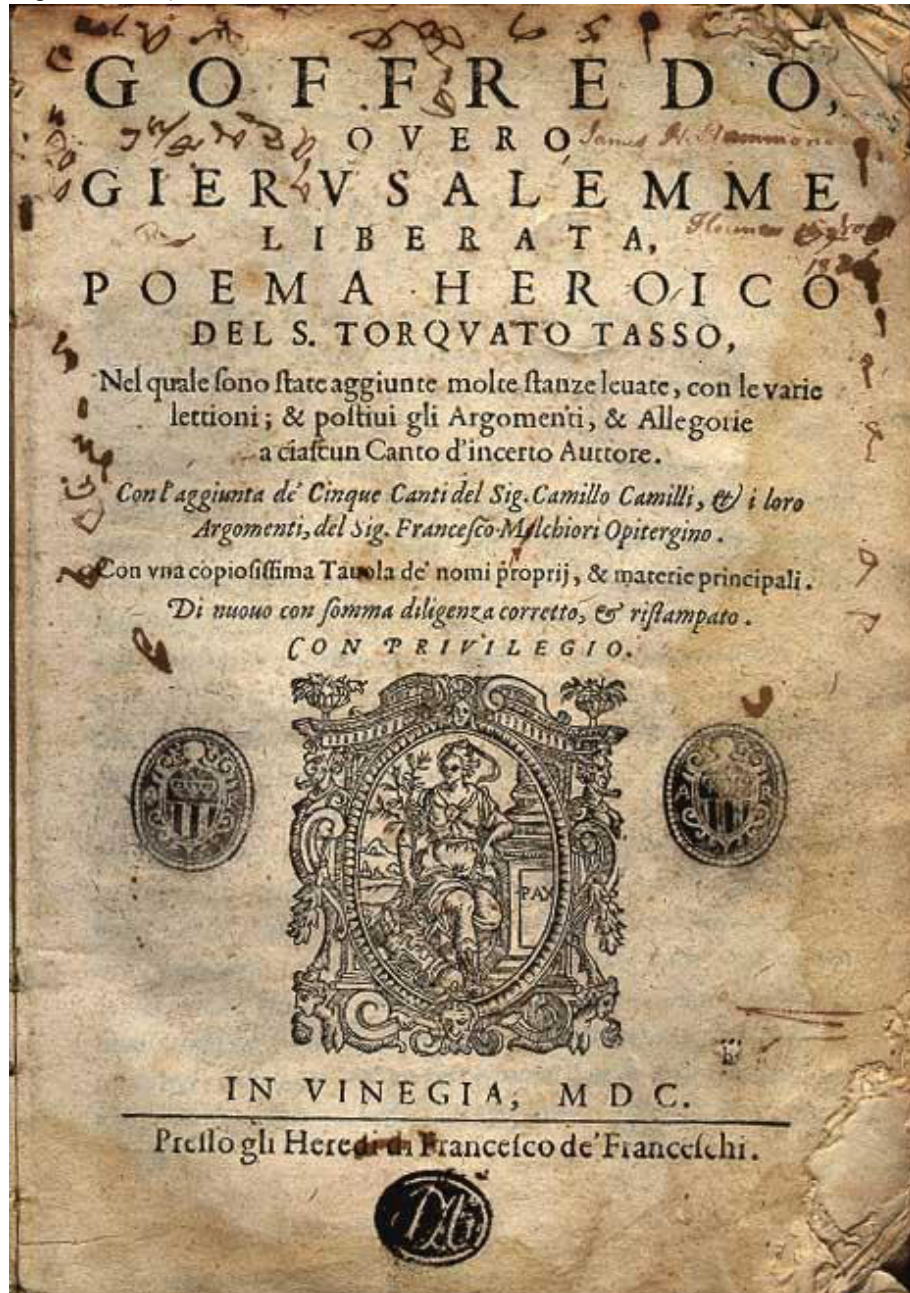 GOFFREDO,
OVERO
GIERVSALEMME
LIBERATA,
POEMA HEROICO
DEL S. TORQVATO TASSO,
Nel quale sono state aggiunte molte stanze leuate, con le varie
lettioni; & postiui gli Argomenti, & Allegorie
a ciascun Canto d'incerto Auttore.
Con l'aggiunta de' Cinque Canti del Sig. Camillo Camilli, & i loro
Argomenti, del Sig. Francesco Melchiori Opitergino.
Con vna copiosissima Tauola de' nomi proprij, & materie principali.
Di nuouo con somma diligenza corretto, & ristampato.
CON PRIVILEGIO.
James H. Hammond
PAX
IN VINEGIA, MDC.
Presso gli Heredi di Francesco de' Franceschi.